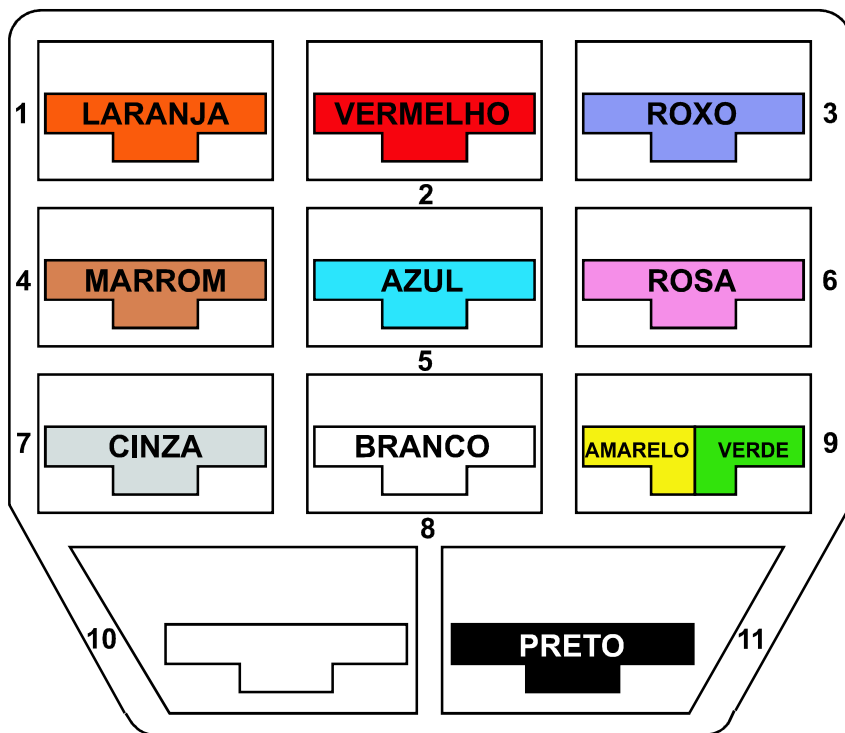 1 LARANJA VERMELHO ROXO 3
2
4 MARROM AZUL ROSA 6
5
7 CINZA BRANCO AMARELO VERDE 9
8
10 PRETO 11